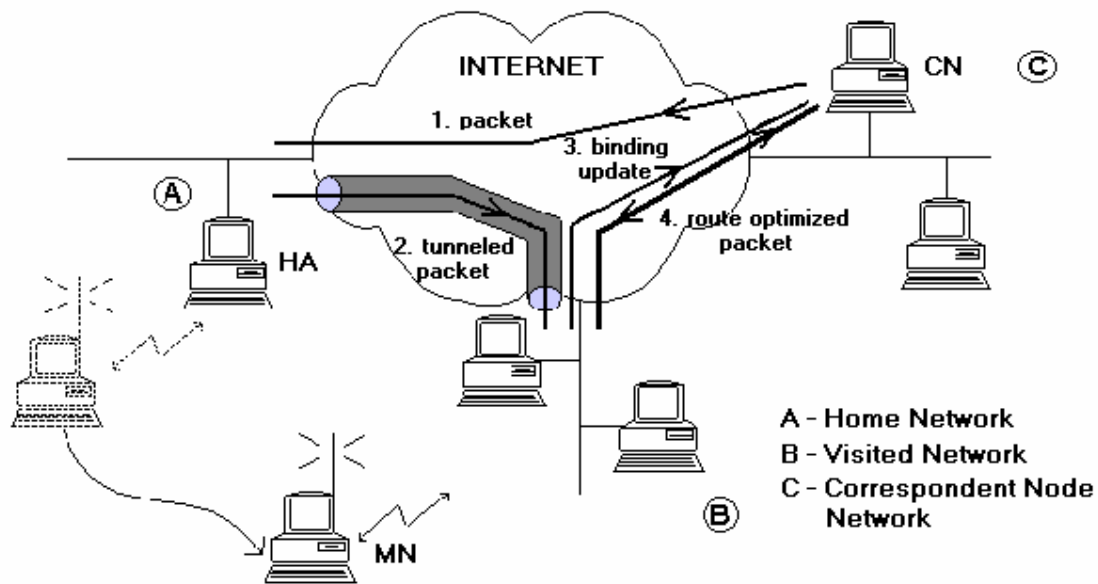 INTERNET
CN
C
1. packet
3. binding
update
A
4. route optimized
packet
2. tunneled
packet
HA
A - Home Network
B - Visited Network
C - Correspondent Node
Network
B
MN